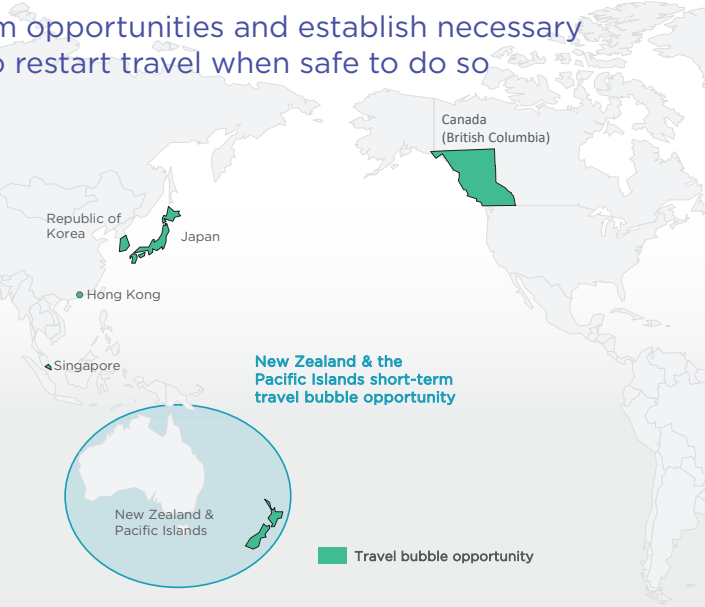 m opportunities and establish necessary
o restart travel when safe to do so
Canada
(British Columbia)
Republic of
Korea
Japan
Hong Kong
Singapore
New Zealand & the
Pacific Islands short-term
travel bubble opportunity
New Zealand &
Pacific Islands
Travel bubble opportunity